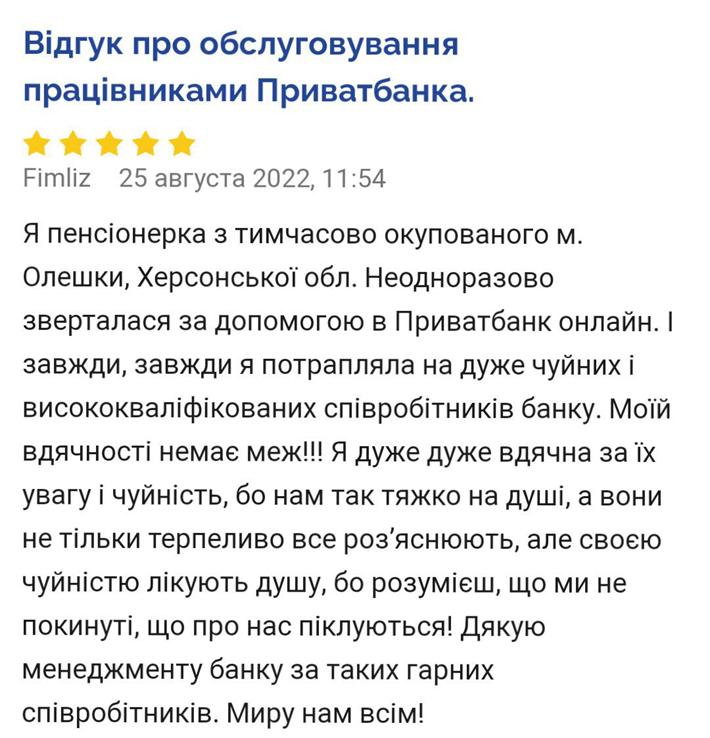 Відгук про обслуговування
працівниками Приватбанка.
Fimliz 25 августа 2022, 11:54
Я пенсіонерка з тимчасово окупованого м.
Олешки, Херсонської обл. Неодноразово
зверталася за допомогою в Приватбанк онлайн. І
завжди, завжди я потрапляла на дуже чуйних і
висококваліфікованих співробітників банку. Моїй
вдячності немає меж!!! Я дуже дуже вдячна за їх
увагу і чуйність, бо нам так тяжко на душі, а вони
не тільки терпеливо все роз’яснюють, але своєю
чуйністю лікують душу, бо розумієш, що ми не
покинуті, що про нас піклуються! Дякую
менеджменту банку за таких гарних
співробітників. Миру нам всім!